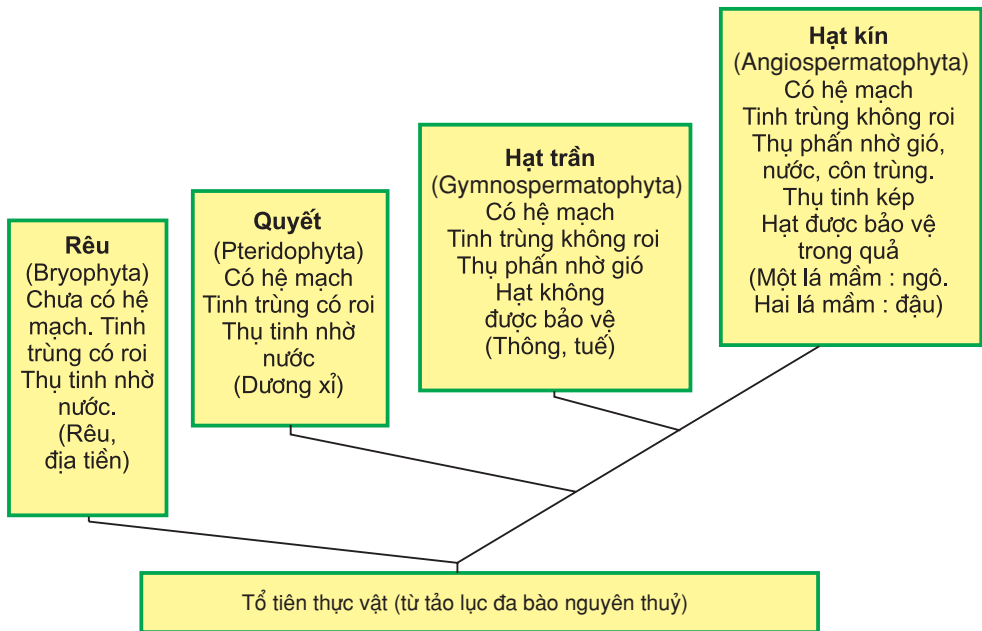 Rêu
(Bryophyta)
Chưa có hệ
mạch. Tinh
trùng có roi
Thụ tinh nhờ
nước.
(Rêu,
địa tiền)
Quyết
(Pteridophyta)
Có hệ mạch
Tinh trùng có roi
Thụ tinh nhờ
nước
(Dương xỉ)
Hạt trần
(Gymnospermatophyta)
Có hệ mạch
Tinh trùng không roi
Thụ phấn nhờ gió
Hạt không
được bảo vệ
(Thông, tuế)
Hạt kín
(Angiospermatophyta)
Có hệ mạch
Tinh trùng không roi
Thụ phấn nhờ gió,
nước, côn trùng.
Thụ tinh kép
Hạt được bảo vệ
trong quả
(Một lá mầm : ngô.
Hai lá mầm : đậu)
Tổ tiên thực vật (từ tảo lục đa bào nguyên thuỷ)